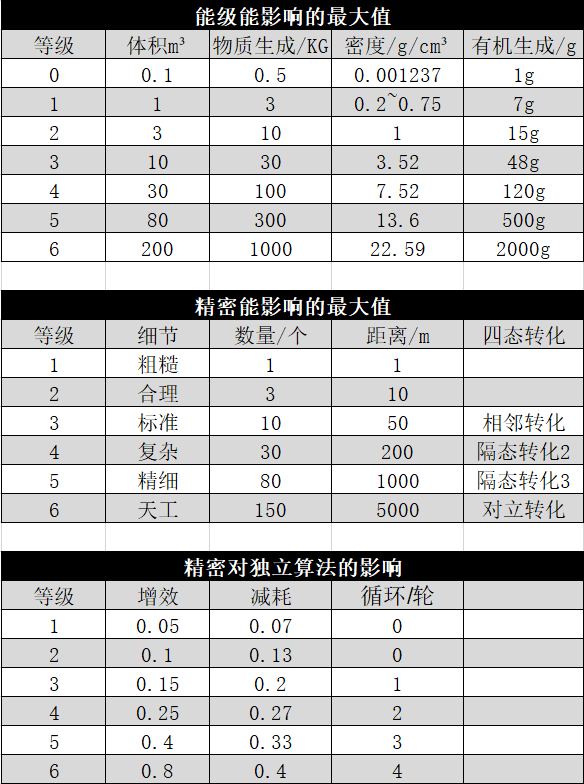 能级能影响的最大值
等级 体积m³ 物质生成/KG 密度/g/cm³ 有机生成/g
0 0.1 0.5 0.001237 1g
1 1 3 0.2~0.75 7g
2 3 10 1 15g
3 10 30 3.52 48g
4 30 100 7.52 120g
5 80 300 13.6 500g
6 200 1000 22.59 2000g
精密能影响的最大值
等级 细节 数量/个 距离/m 四态转化
1 粗糙 1 1
2 合理 3 10
3 标准 10 50 相邻转化
4 复杂 30 200 隔态转化2
5 精细 80 1000 隔态转化3
6 天工 150 5000 对立转化
精密对独立算法的影响
等级 增效 减耗 循环/轮
1 0.05 0.07 0
2 0.1 0.13 0
3 0.15 0.2 1
4 0.25 0.27 2
5 0.4 0.33 3
6 0.8 0.4 4